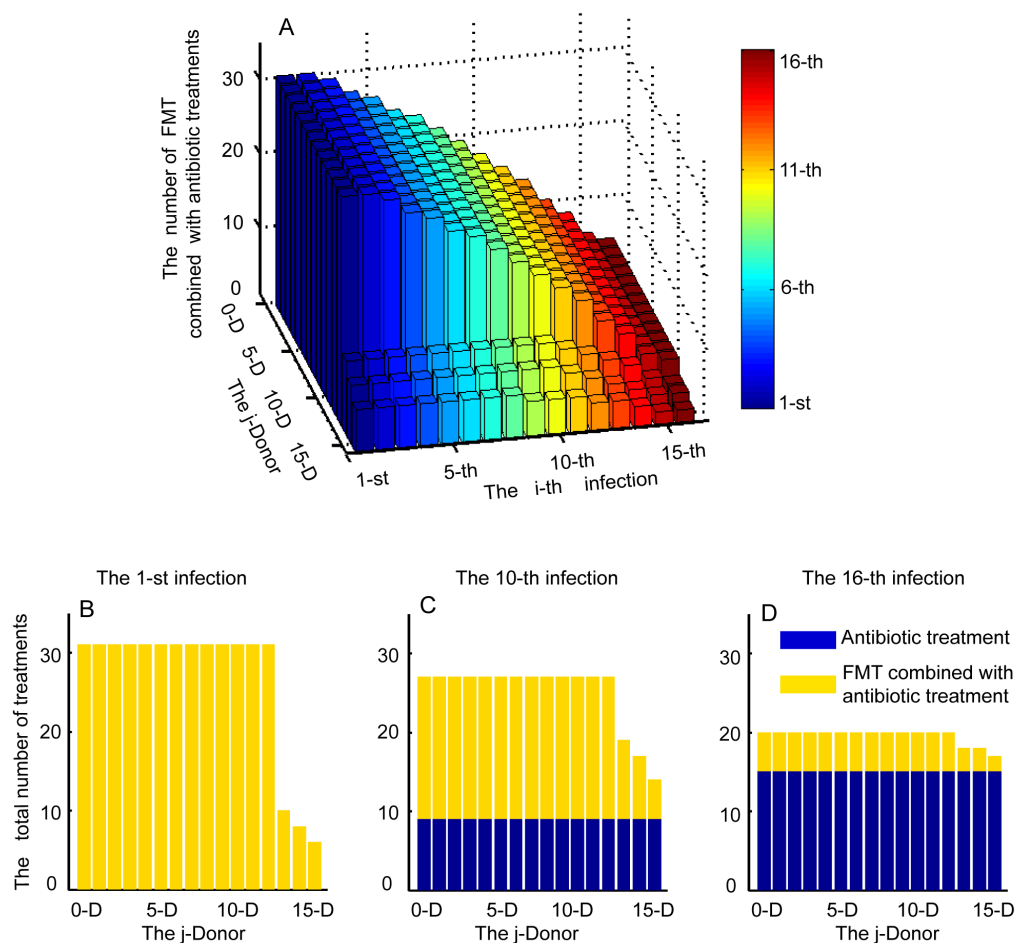 A
The number of FMT
combined with antibiotic treatments
30
20
10
0
0-D
5-D
10-D
15-D
The j-Donor
1-st
5-th
10-th
15-th
The i-th infection
16-th
11-th
6-th
1-st
The 1-st infection
B
The total number of treatments
30
20
10
0
0-D
5-D
10-D
15-D
The j-Donor
The 10-th infection
C
30
20
10
0
0-D
5-D
10-D
15-D
The j-Donor
The 16-th infection
D
Antibiotic treatment
FMT combined with
antibiotic treatment
30
20
10
0
0-D
5-D
10-D
15-D
The j-Donor